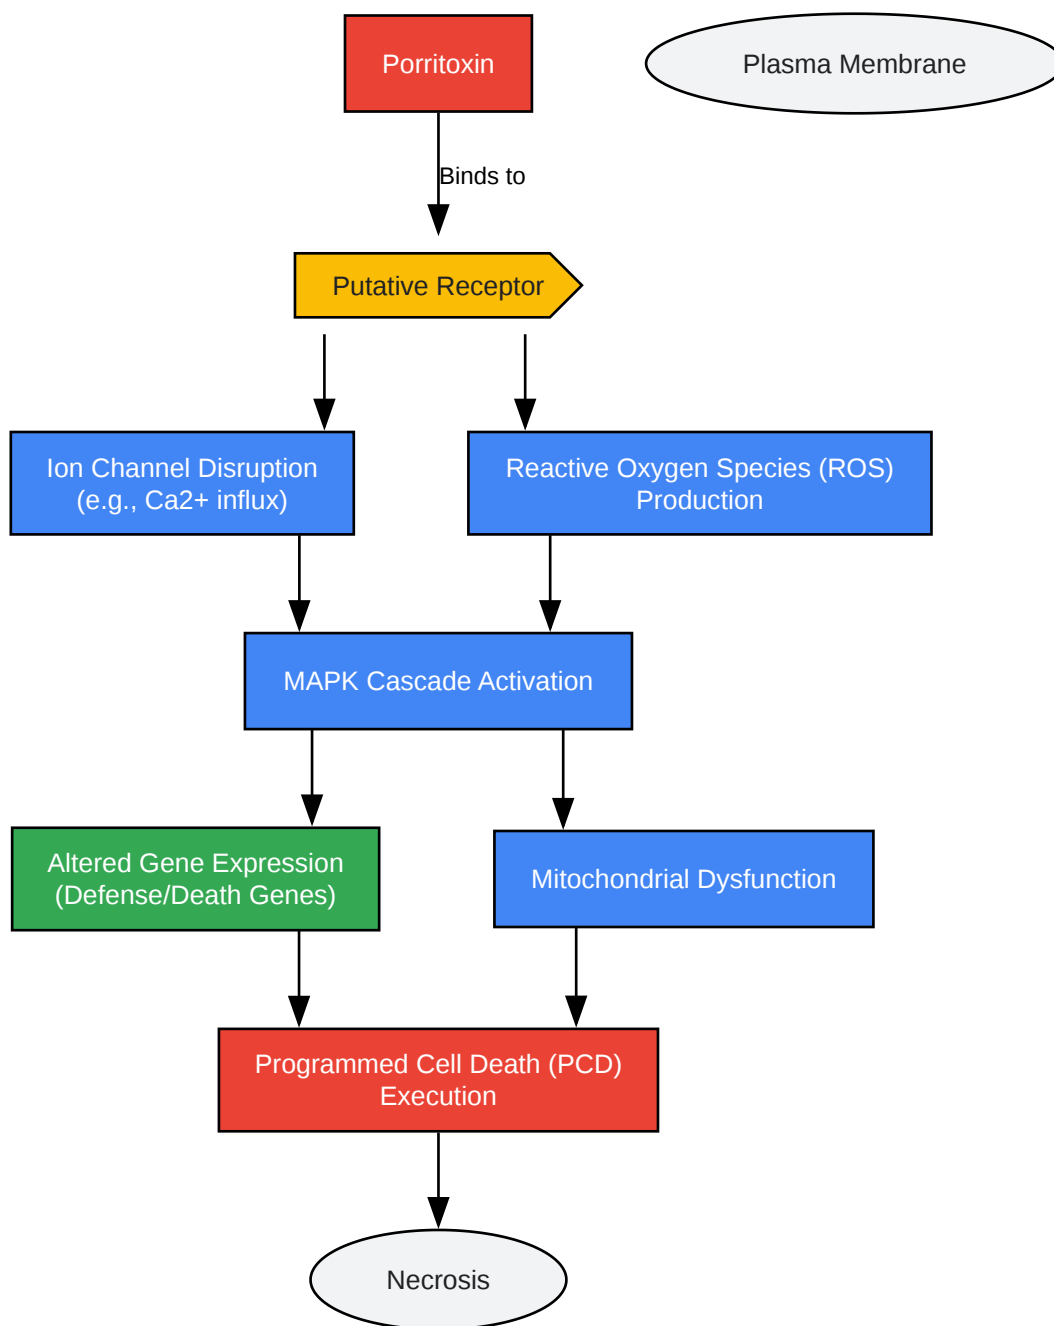 Porritoxin
Plasma Membrane
Binds to
Putative Receptor
Ion Channel Disruption
(e.g., Ca2+ influx)
Reactive Oxygen Species (ROS)
Production
MAPK Cascade Activation
Altered Gene Expression
(Defense/Death Genes)
Mitochondrial Dysfunction
Programmed Cell Death (PCD)
Execution
Necrosis